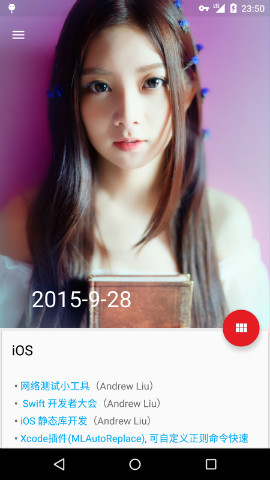 23:50
2015-9-28
iOS
• 网络测试小工具（Andrew Liu）
• Swift 开发者大会（Andrew Liu）
• iOS 静态库开发（Andrew Liu）
• Xcode插件(MLAutoReplace), 可自定义正则命令快速